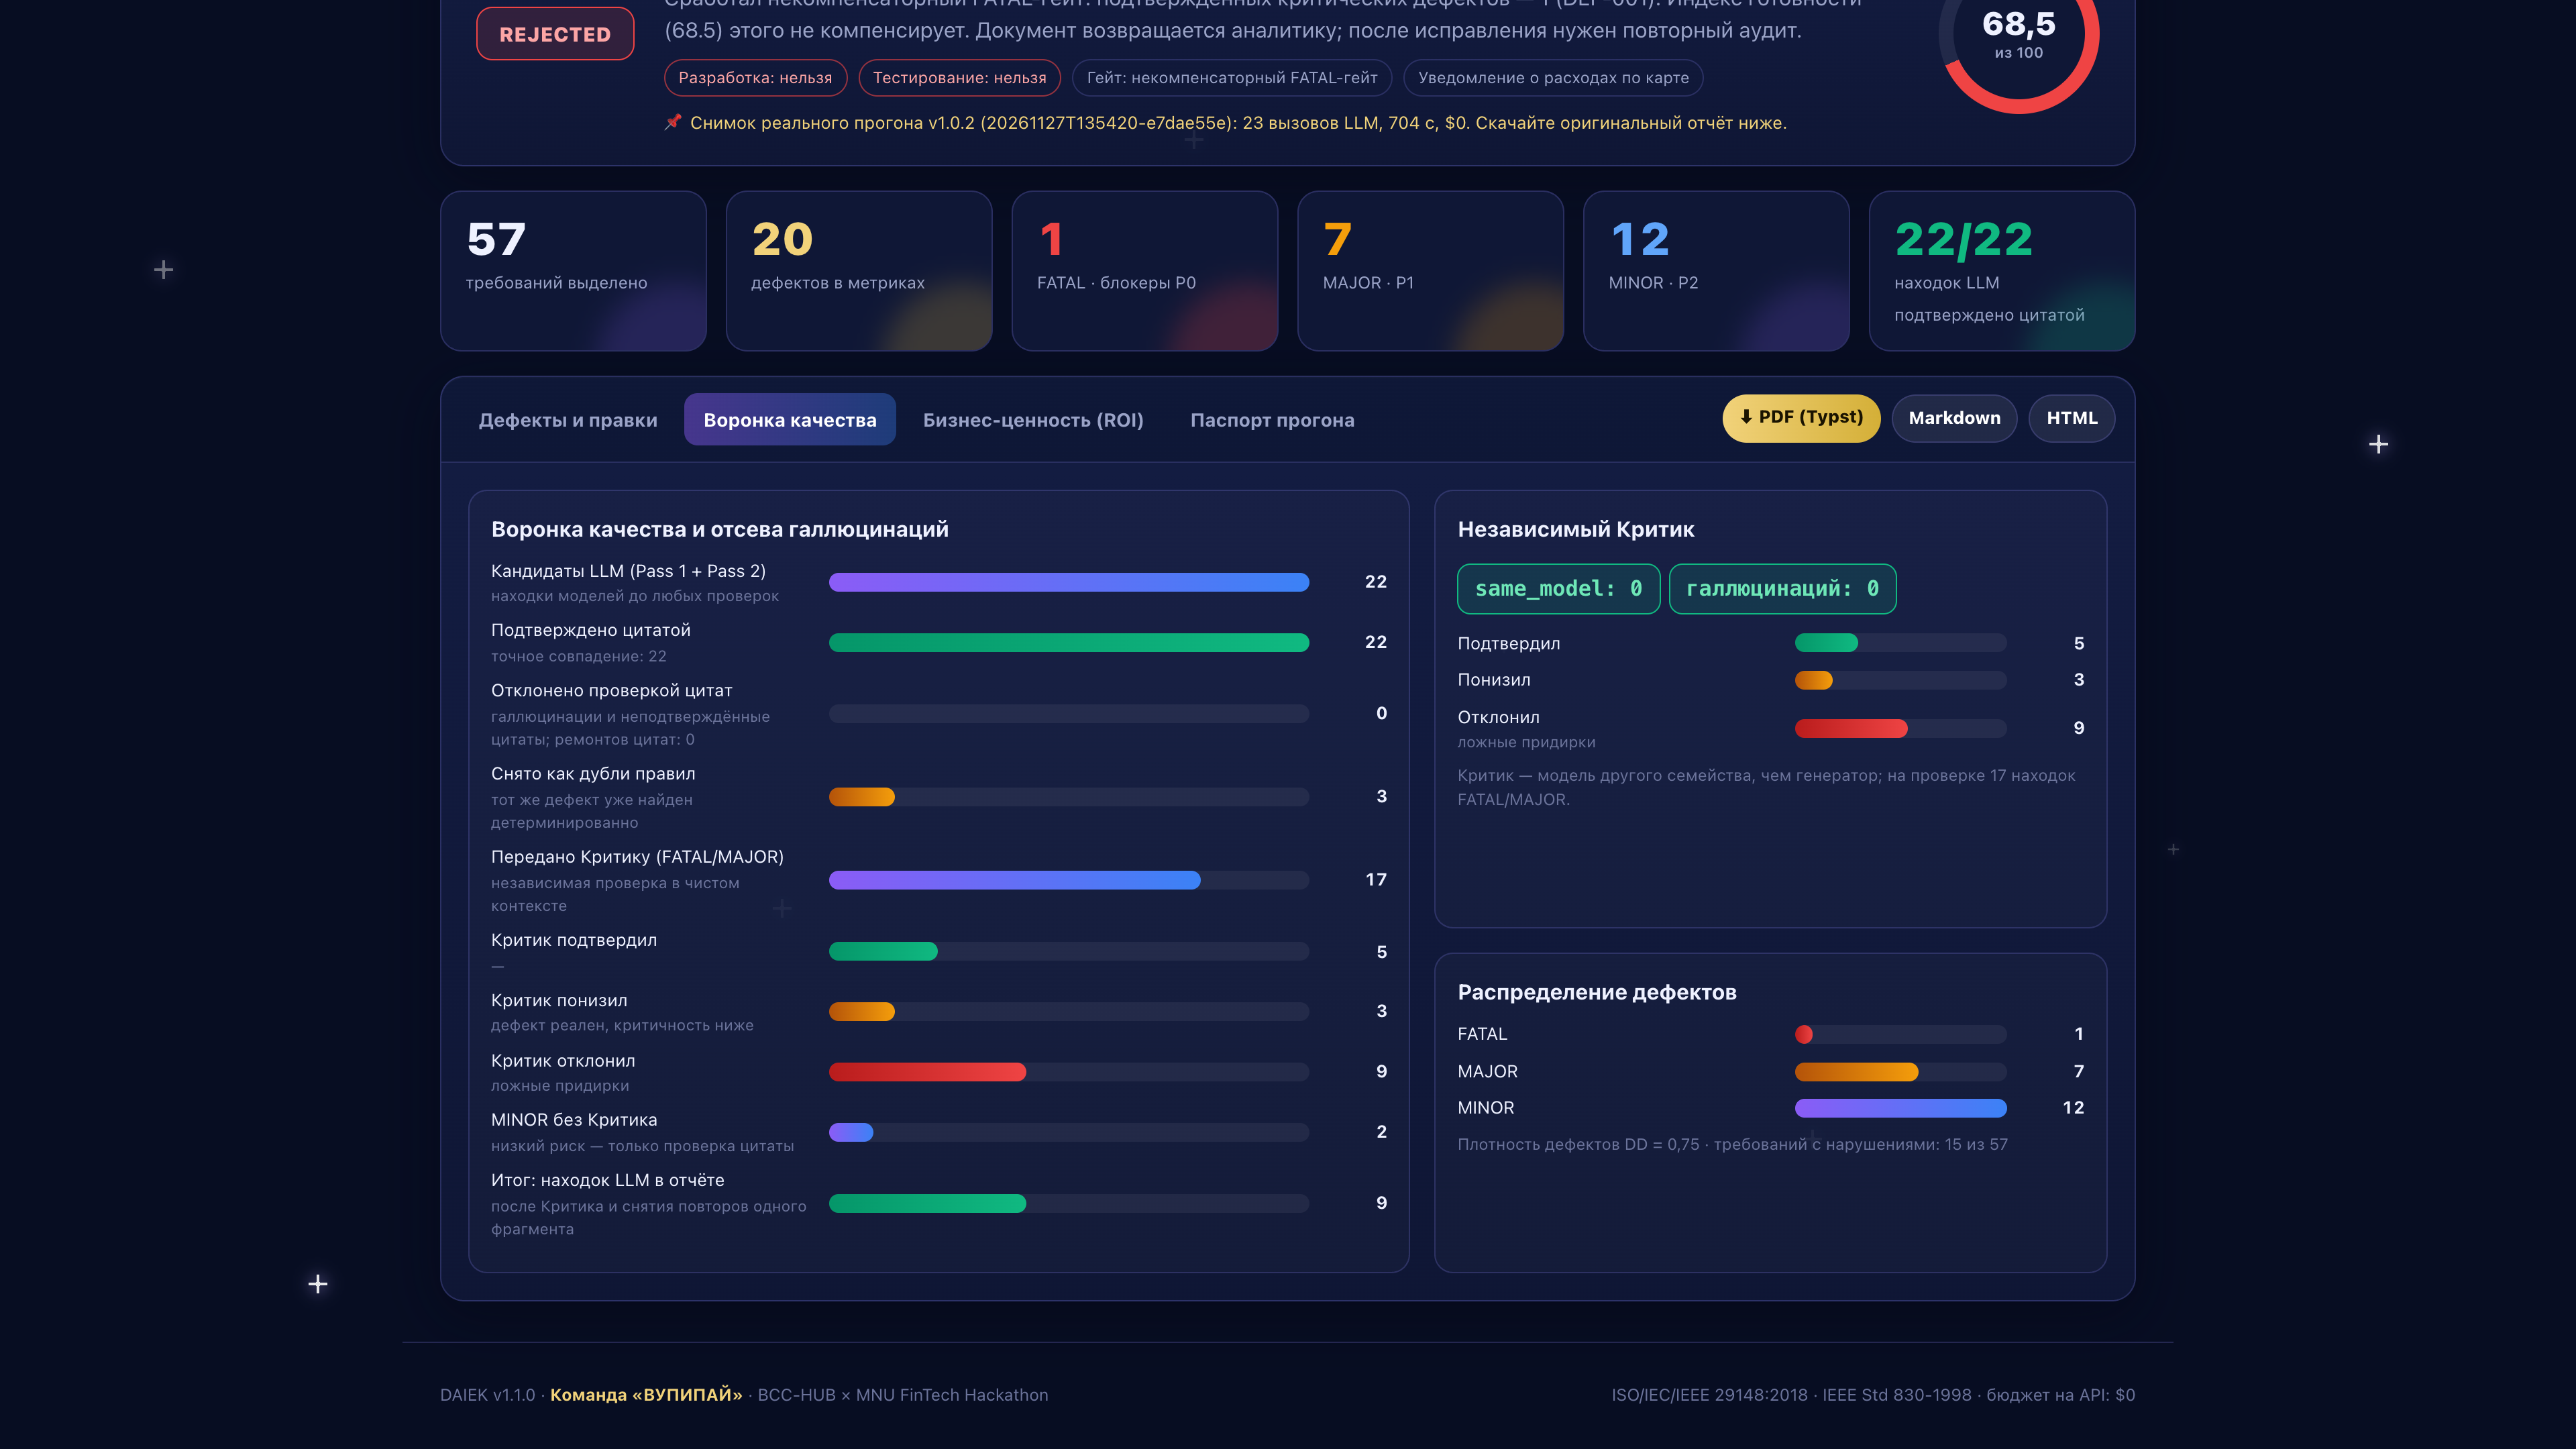 Сработал некомпенсаторный FATAL-гейт: подтверждённых критических дефектов — 1 (DEF-001). Индекс готовности
REJECTED
(68.5) этого не компенсирует. Документ возвращается аналитику; после исправления нужен повторный аудит.
68,5
из 100
Разработка: нельзя
Тестирование: нельзя
Гейт: некомпенсаторный FATAL-гейт
Уведомление о расходах по карте
📌 Снимок реального прогона v1.0.2 (20261127T135420-e7dae55e): 23 вызовов LLM, 704 с, $0. Скачайте оригинальный отчёт ниже.
57
требований выделено
20
дефектов в метриках
1
FATAL · блокеры P0
7
MAJOR · P1
12
MINOR · P2
22/22
находок LLM
подтверждено цитатой
Дефекты и правки
Воронка качества
Бизнес-ценность (ROI)
Паспорт прогона
⬇ PDF (Typst)
Markdown
HTML
Воронка качества и отсева галлюцинаций
Кандидаты LLM (Pass 1 + Pass 2)
находки моделей до любых проверок
22
Подтверждено цитатой
точное совпадение: 22
22
Отклонено проверкой цитат
галлюцинации и неподтверждённые
цитаты; ремонтов цитат: 0
0
Снято как дубли правил
тот же дефект уже найден
детерминированно
3
Передано Критику (FATAL/MAJOR)
независимая проверка в чистом
контексте
17
Критик подтвердил
—
5
Критик понизил
дефект реален, критичность ниже
3
Критик отклонил
ложные придирки
9
MINOR без Критика
низкий риск — только проверка цитаты
2
Итог: находок LLM в отчёте
после Критика и снятия повторов одного
фрагмента
9
Независимый Критик
same_model: 0
галлюцинаций: 0
Подтвердил
5
Понизил
3
Отклонил
ложные придирки
9
Критик — модель другого семейства, чем генератор; на проверке 17 находок
FATAL/MAJOR.
Распределение дефектов
FATAL
1
MAJOR
7
MINOR
12
Плотность дефектов DD = 0,75 · требований с нарушениями: 15 из 57
DAIEK v1.1.0 · Команда «ВУПИПАЙ» · BCC-HUB × MNU FinTech Hackathon
ISO/IEC/IEEE 29148:2018 · IEEE Std 830-1998 · бюджет на API: $0